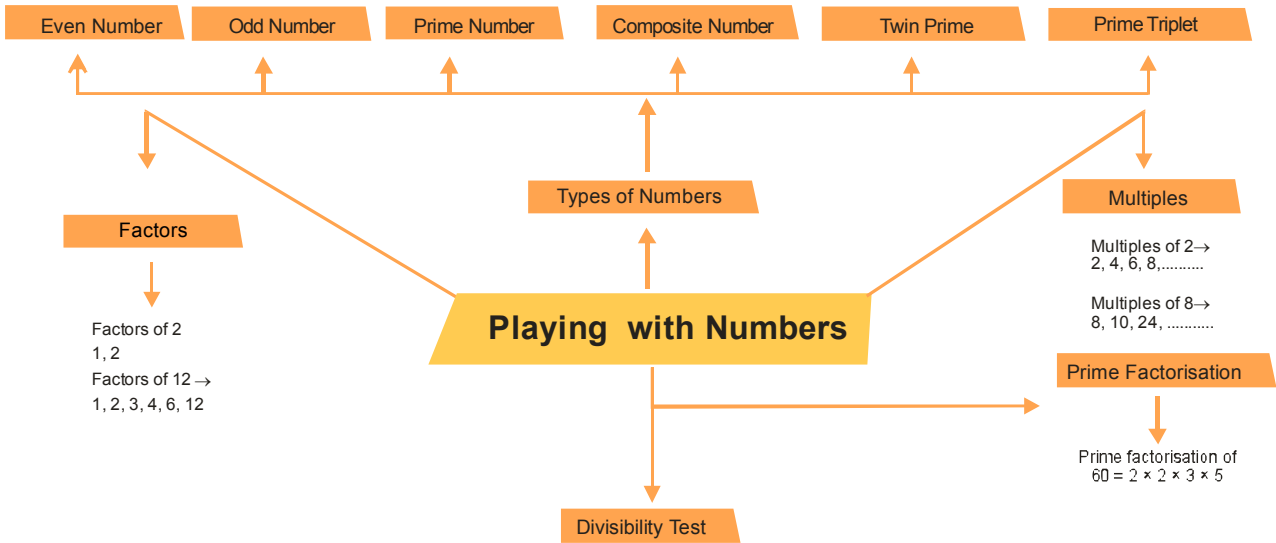 Even Number
Odd Number
Prime Number
Composite Number
Twin Prime
Prime Triplet
Types of Numbers
Multiples
Factors
Multiples of 2→
2, 4, 6, 8,..........
Multiples of 8→
8, 10, 24, ...........
Playing with Numbers
Factors of 2
1, 2
Factors of 12 →
1, 2, 3, 4, 6, 12
Prime Factorisation
Prime factorisation of
60 = 2 × 2 × 3 × 5
Divisibility Test